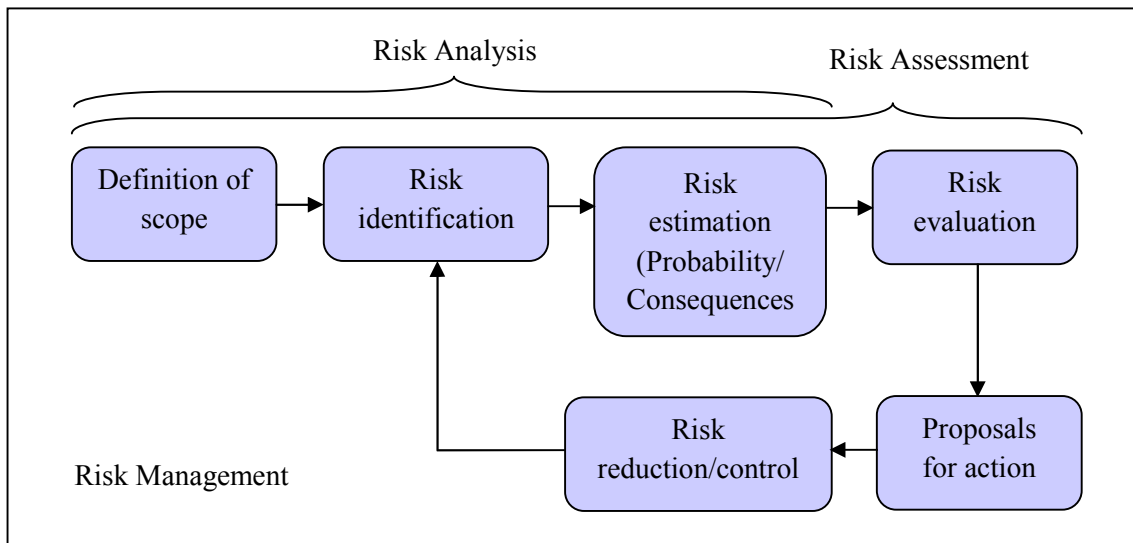 Risk Analysis
Risk Assessment
Definition of
scope
Risk
identification
Risk
estimation
(Probability/
Consequences
Risk
evaluation
Proposals
for action
Risk
reduction/control
Risk Management